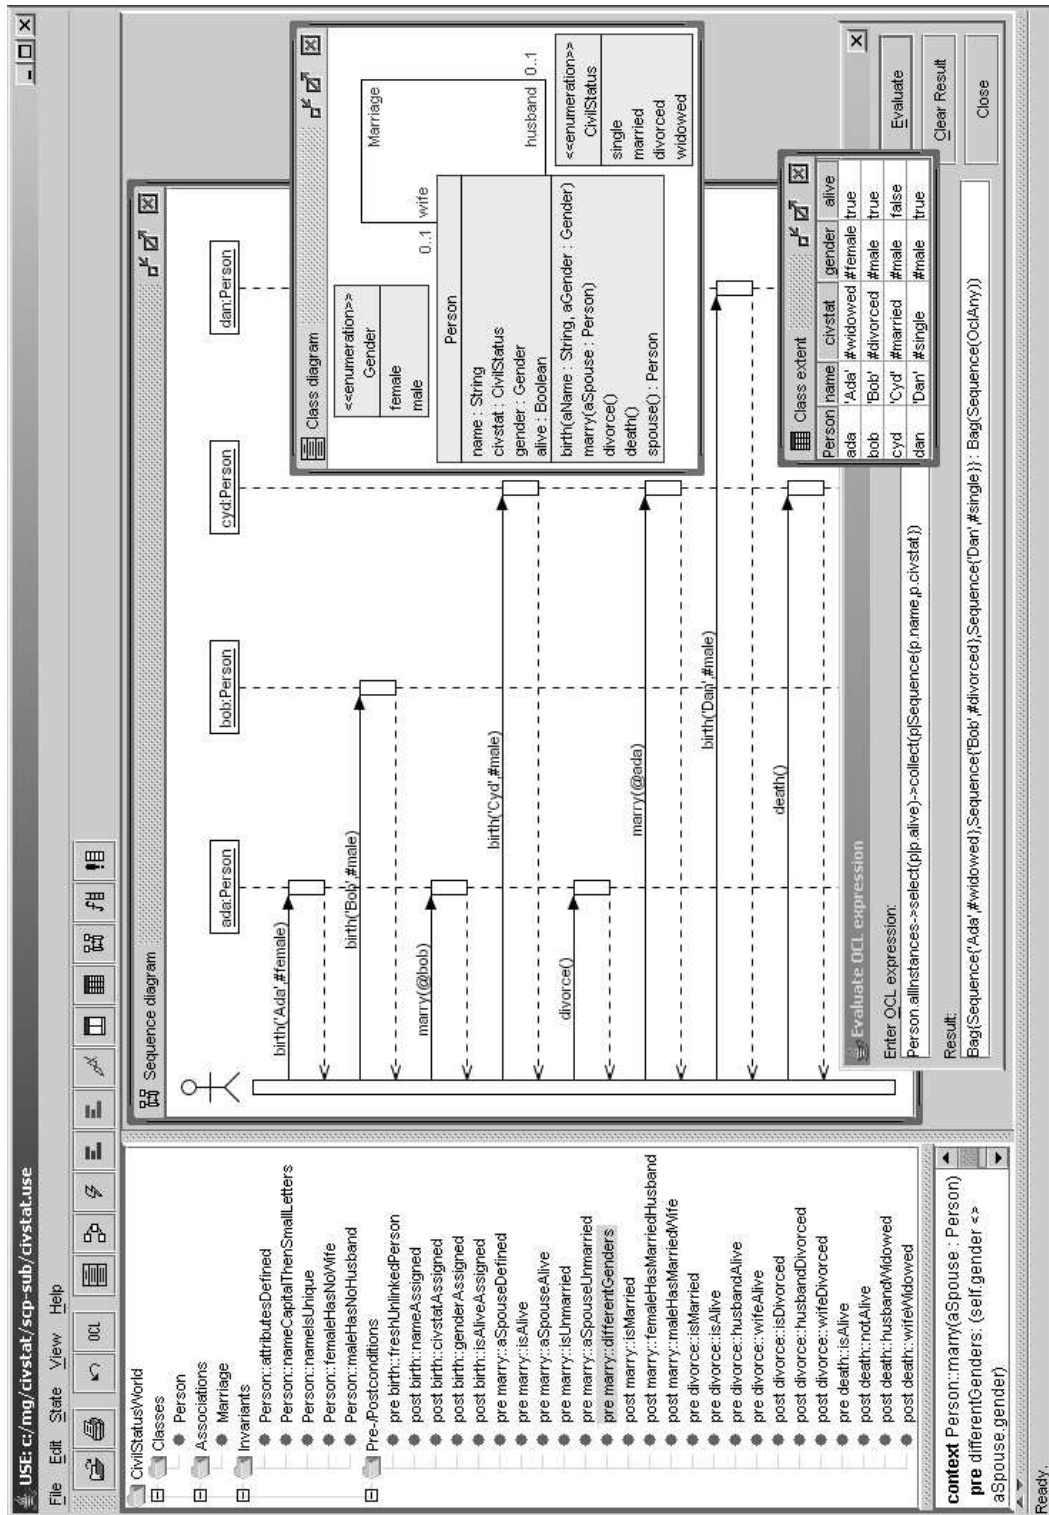 USE: c:/mg/civstat/scp-sub/civstat.use
File Edit State View Help
OCL
CivilStatusWorld
Classes
Person
Associations
Marriage
Invariants
Person::attributesDefined
Person::nameCapitalThenSmallLetters
Person::nameIsUnique
Person::femaleHasNoWife
Person::maleHasNoHusband
Pre-/Postconditions
pre birth::freshUnlinkedPerson
post birth::nameAssigned
post birth::civstatAssigned
post birth::genderAssigned
post birth::isAliveAssigned
pre marry::aSpouseDefined
pre marry::isAlive
pre marry::aSpouseAlive
pre marry::isUnmarried
pre marry::aSpouseUnmarried
pre marry::differentGenders
post marry::isMarried
post marry::femaleHasMarriedHusband
post marry::maleHasMarriedWife
pre divorce::isMarried
pre divorce::isAlive
pre divorce::husbandAlive
pre divorce::wifeAlive
post divorce::isDivorced
post divorce::husbandDivorced
post divorce::wifeDivorced
pre death::isAlive
post death::notAlive
post death::husbandWidowed
post death::wifeWidowed
context Person::marry(aSpouse : Person)
pre differentGenders: (self.gender <>
aSpouse.gender)
Ready.
Sequence diagram
ada:Person
bob:Person
cyd:Person
dan:Person
birth('Ada',#female)
birth('Bob',#male)
marry(@bob)
birth('Cyd',#male)
divorce()
marry(@ada)
birth('Dan',#male)
death()
Class diagram
<<enumeration>>
Gender
female
male
Marriage
0..1 wife
husband 0..1
Person
name : String
civstat : CivilStatus
gender : Gender
alive : Boolean
birth(aName : String, aGender : Gender)
marry(aSpouse : Person)
divorce()
death()
spouse() : Person
<<enumeration>>
CivilStatus
single
married
divorced
widowed
Class extent
Person name civstat gender alive
ada 'Ada' #widowed #female true
bob 'Bob' #divorced #male true
cyd 'Cyd' #married #male false
dan 'Dan' #single #male true
Evaluate OCL expression
Enter OCL expression:
Person.allInstances->select(p|p.alive)->collect(p|Sequence{p.name,p.civstat})
Result:
Bag{Sequence{'Ada',#widowed},Sequence{'Bob',#divorced},Sequence{'Dan',#single}} : Bag(Sequence(OclAny))
Evaluate
Clear Result
Close